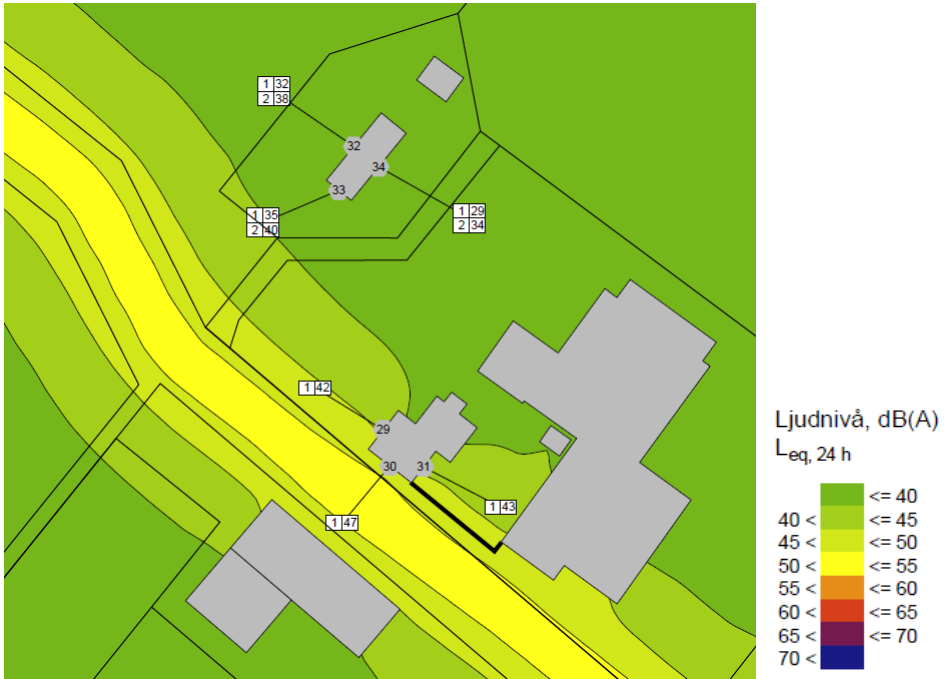 1 32
2 38
32
34
33
1 35
2 40
1 29
2 34
1 42
29
30
31
1 43
1 47
Ljudnivå, dB(A)
Leq, 24 h
<= 40
40 < <= 45
45 < <= 50
50 < <= 55
55 < <= 60
60 < <= 65
65 < <= 70
70 <